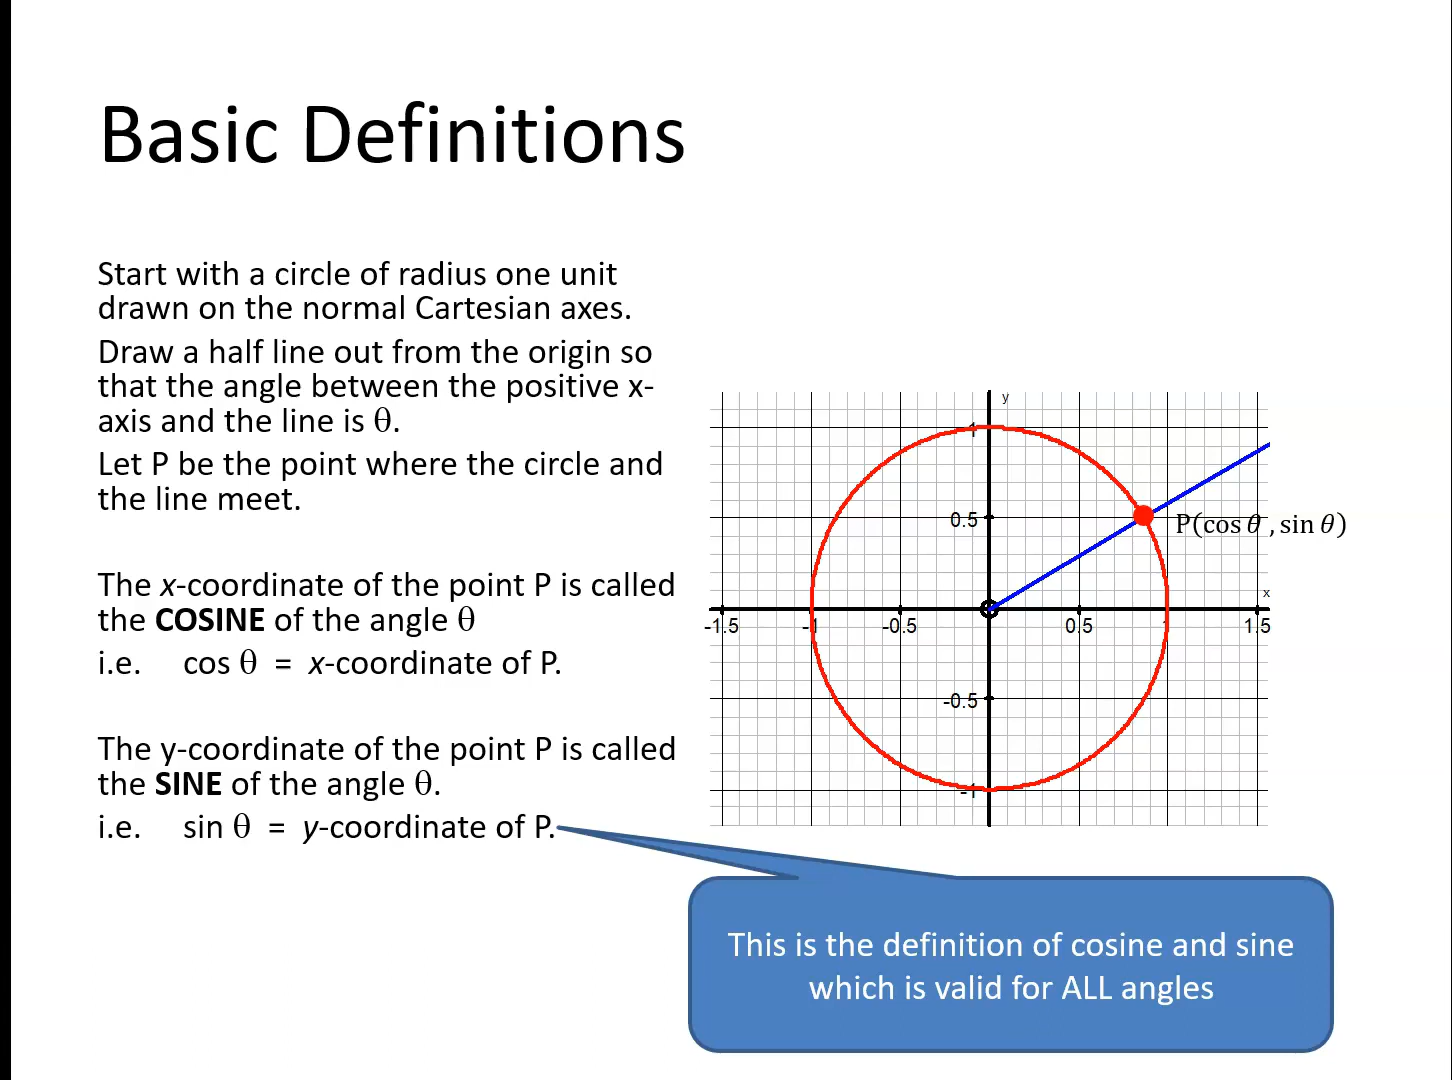 Basic Definitions
Start with a circle of radius one unit
drawn on the normal Cartesian axes.
Draw a half line out from the origin so
that the angle between the positive x-
axis and the line is θ.
Let P be the point where the circle and
the line meet.
The x-coordinate of the point P is called
the COSINE of the angle θ
i.e. cos θ = x-coordinate of P.
The y-coordinate of the point P is called
the SINE of the angle θ.
i.e. sin θ = y-coordinate of P.
y
1
0.5
P(cos θ , sin θ)
x
-1.5 -1 -0.5 0.5 1.5
-0.5
-1
This is the definition of cosine and sine
which is valid for ALL angles